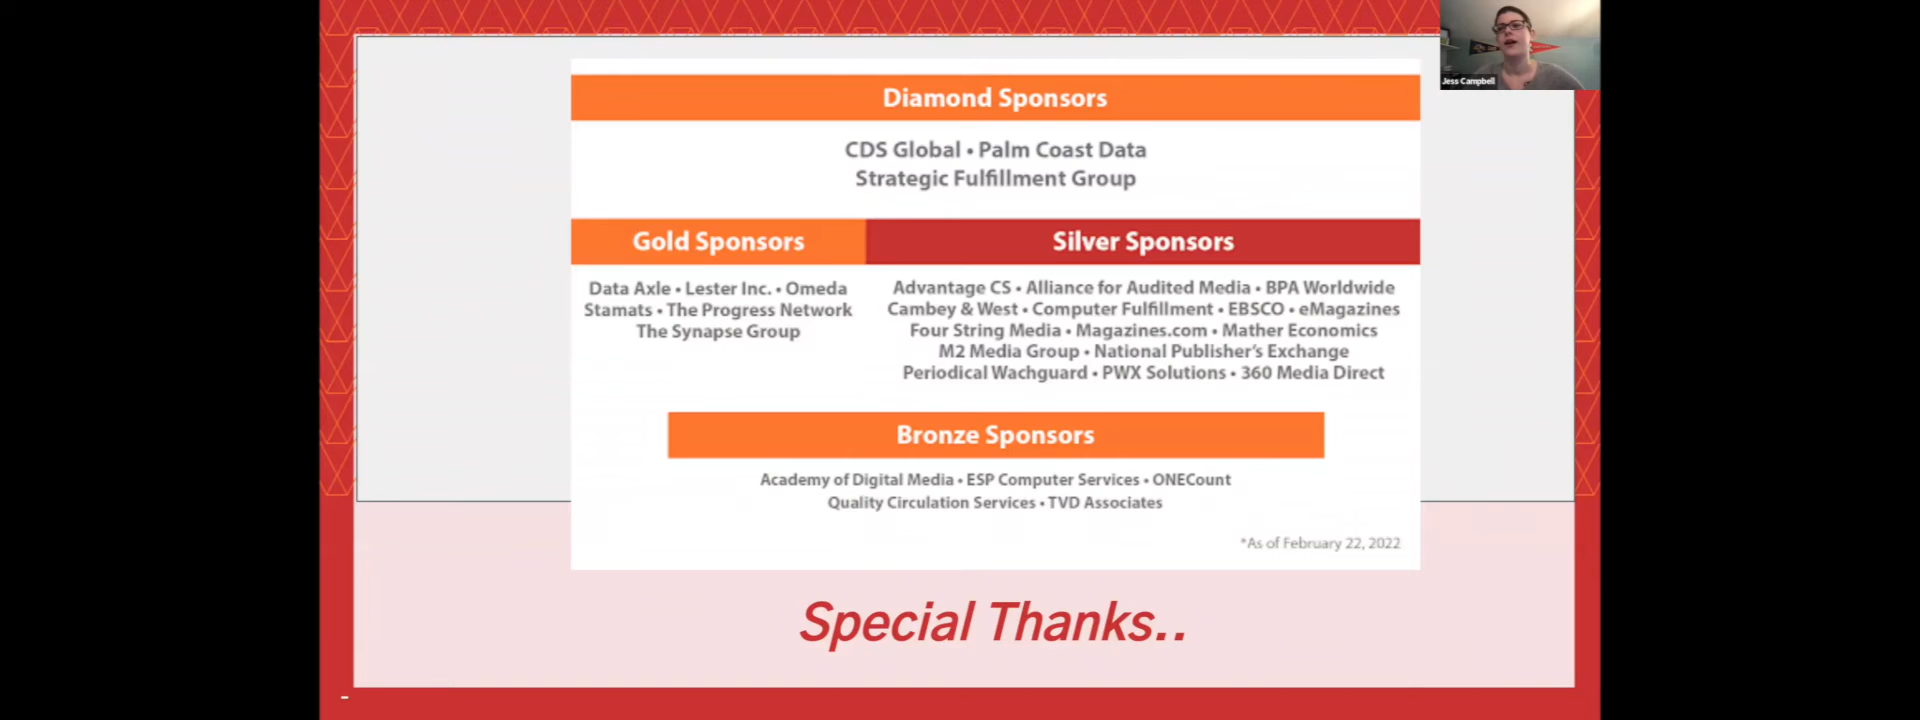 Jess Campbell
Diamond Sponsors
CDS Global • Palm Coast Data
Strategic Fulfillment Group
Gold Sponsors
Data Axle • Lester Inc. • Omeda
Stamats • The Progress Network
The Synapse Group
Silver Sponsors
Advantage CS • Alliance for Audited Media • BPA Worldwide
Cambey & West • Computer Fulfillment • EBSCO • eMagazines
Four String Media • Magazines.com • Mather Economics
M2 Media Group • National Publisher's Exchange
Periodical Wachguard • PWX Solutions • 360 Media Direct
Bronze Sponsors
Academy of Digital Media • ESP Computer Services • ONECount
Quality Circulation Services • TVD Associates
*As of February 22, 2022
Special Thanks..